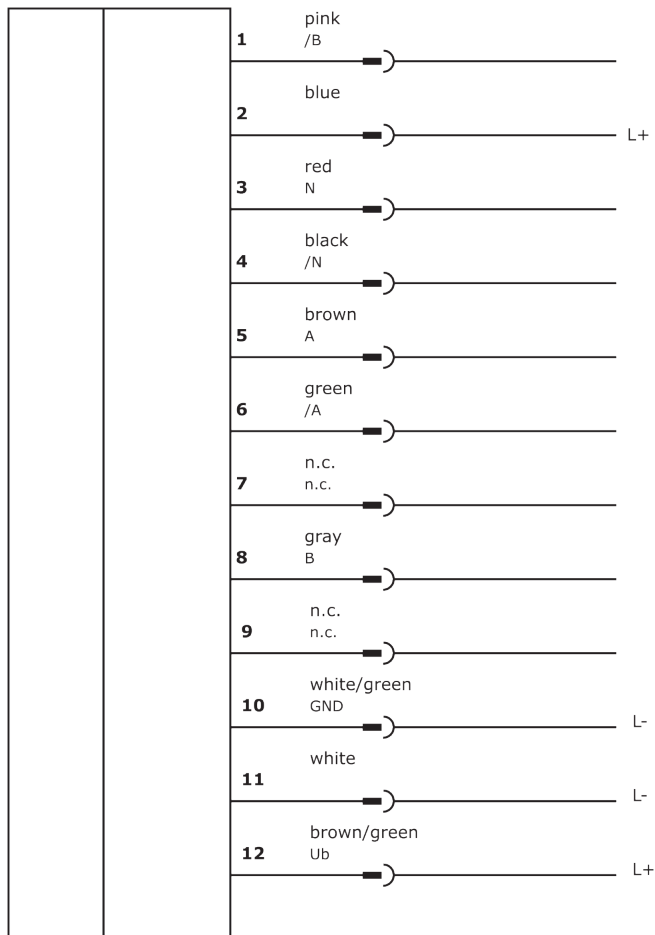 pink
1 /B
blue
2
L+
red
3 N
black
4 /N
brown
5 A
green
6 /A
n.c.
7 n.c.
gray
8 B
n.c.
9 n.c.
white/green
10 GND
L-
white
11
L-
brown/green
12 Ub
L+